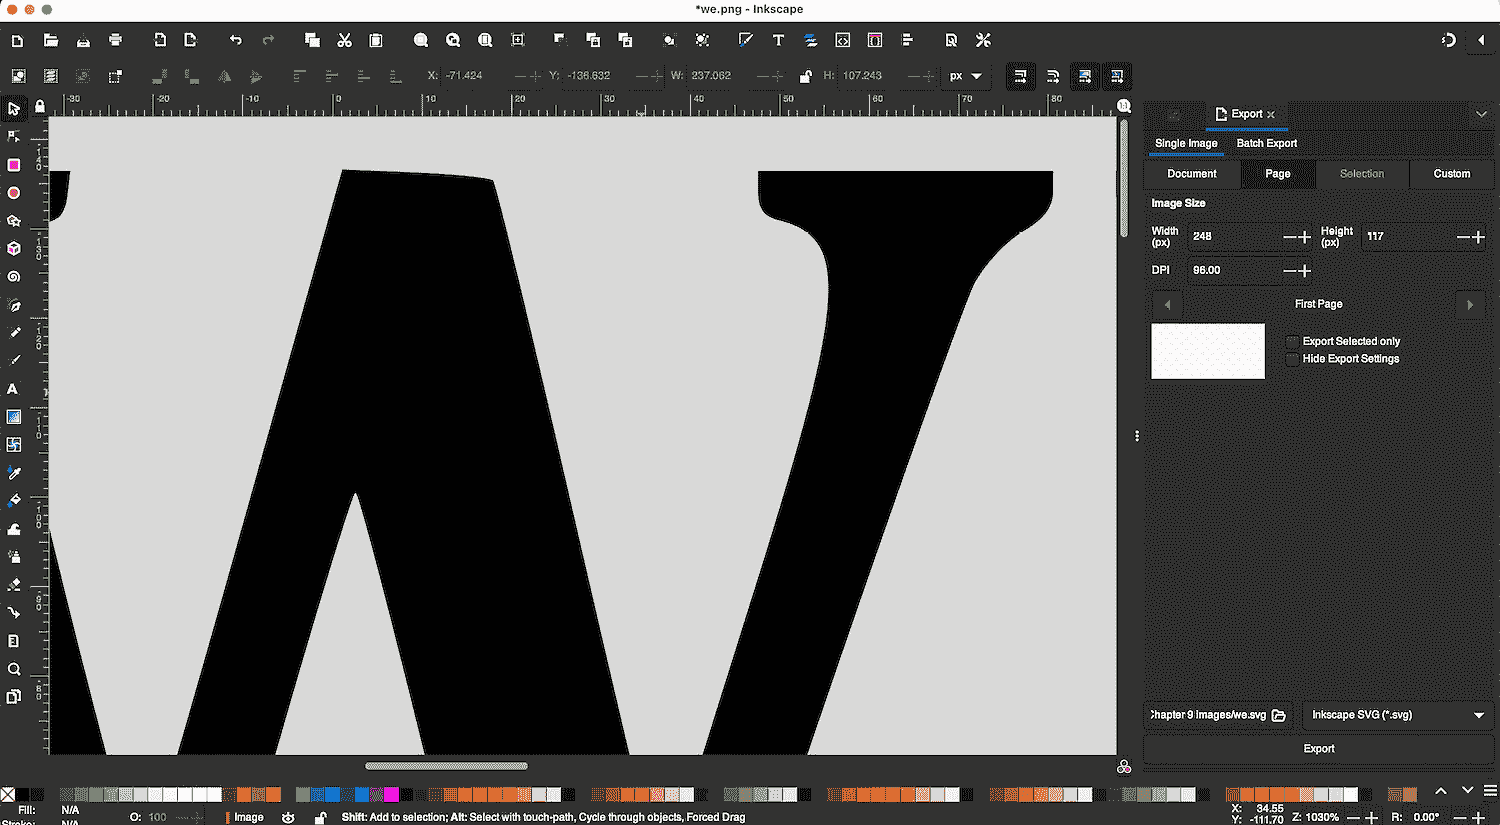 *we.png - Inkscape
X: -71.424 Y: -136.632 W: 237.062 H: 107.243 px
-30 -20 -10 0 10 20 30 40 50 60 70 80
Export
Single Image Batch Export
Document Page Selection Custom
Image Size
Width (px) 248 Height (px) 117
DPI 96.00
First Page
Export Selected only
Hide Export Settings
Chapter 9 Images/we.svg Inkscape SVG (*.svg)
Export
Fill: N/A
Stroke: N/A
O: 100 Image Shift: Add to selection; Alt: Select with touch-path, Cycle through objects, Forced Drag
X: 34.55
Y: -111.70
Z: 1030% R: 0.00°